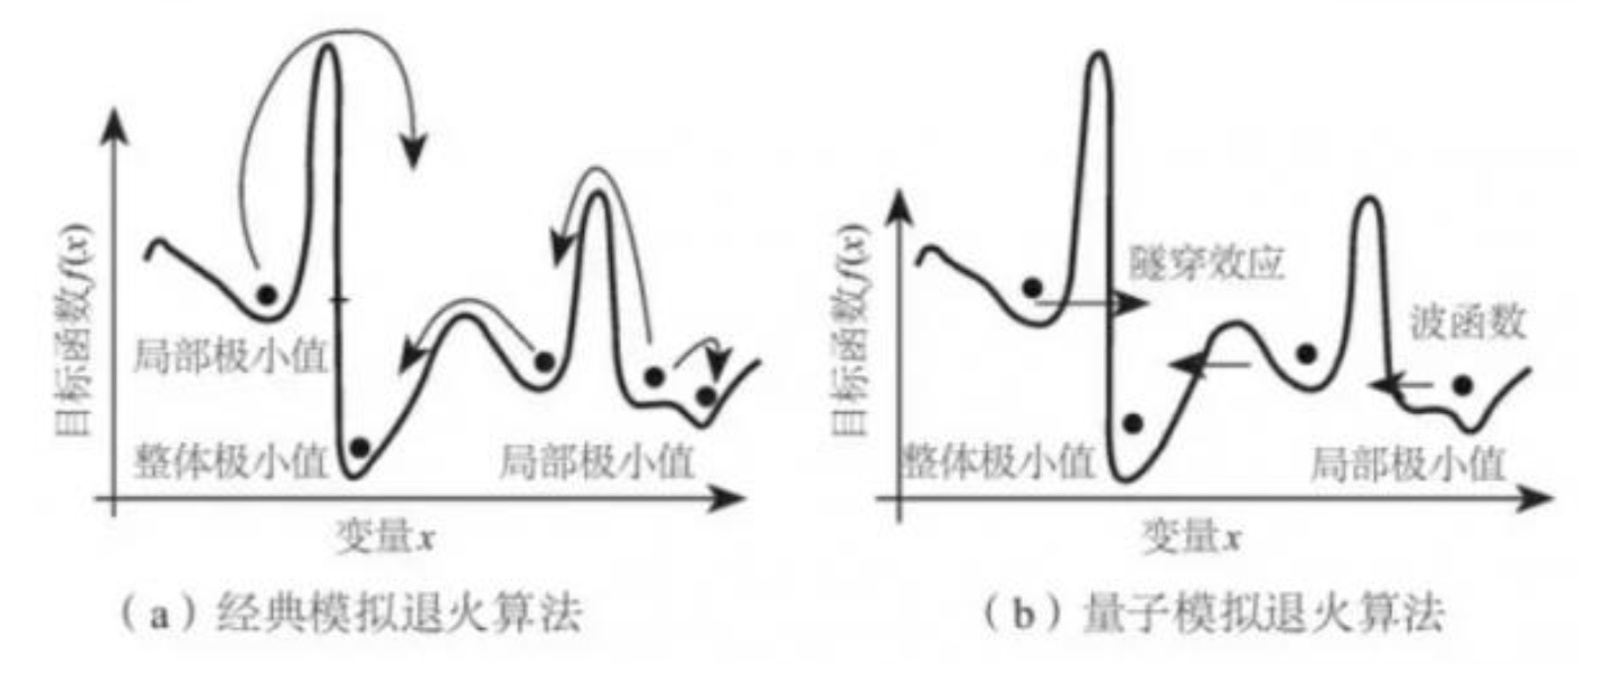 目标函数f(x)
局部极小值
整体极小值
局部极小值
变量x
(a)经典模拟退火算法
目标函数f(x)
隧穿效应
波函数
整体极小值
局部极小值
变量x
(b)量子模拟退火算法